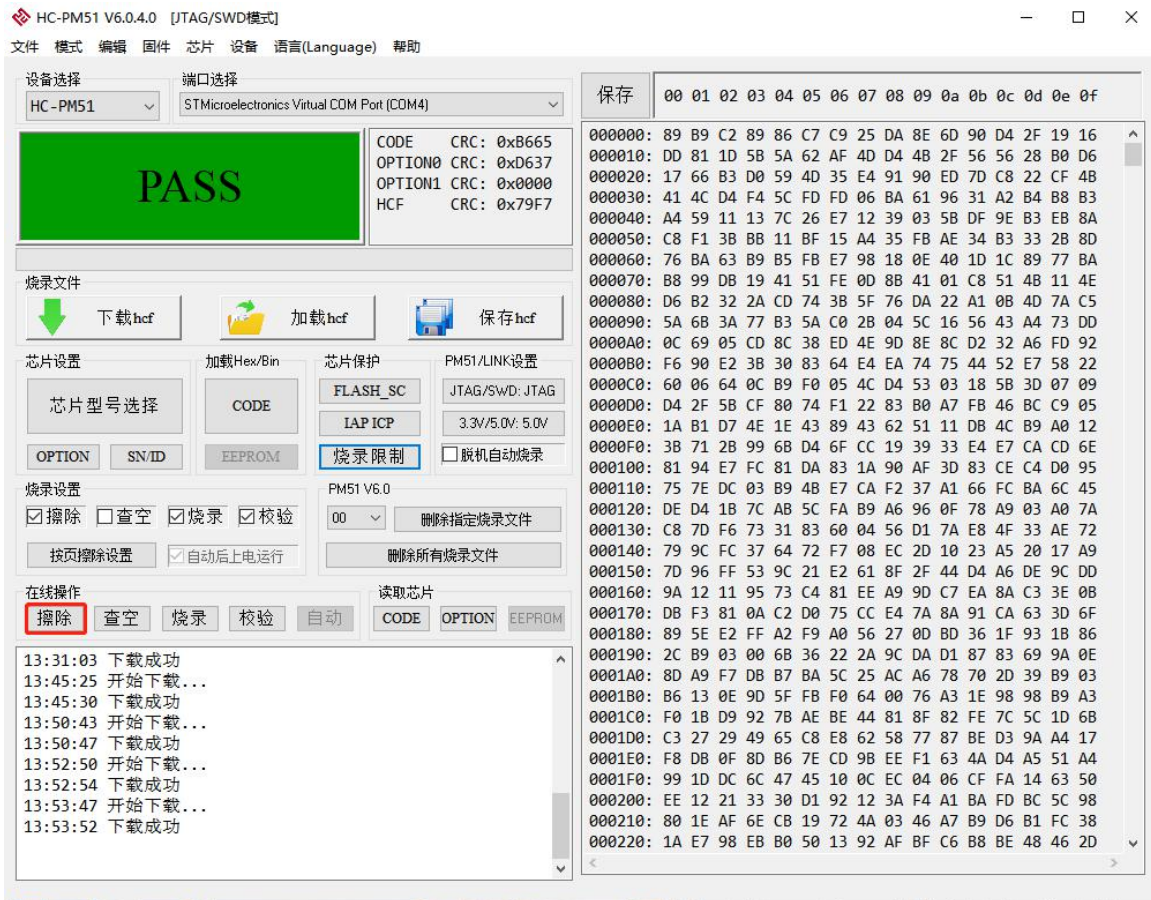 HC-PM51 V6.0.4.0 [JTAG/SWD模式]
文件 模式 编辑 固件 芯片 设备 语言(Language) 帮助
设备选择
HC-PM51
端口选择
STMicroelectronics Virtual COM Port (COM4)
PASS
CODE CRC: 0xB665
OPTION0 CRC: 0xD637
OPTION1 CRC: 0x0000
HCF CRC: 0x79F7
烧录文件
下载hcf 加载hcf 保存hcf
芯片设置
芯片型号选择
OPTION SN/ID
加载Hex/Bin
CODE
EEPROM
芯片保护
FLASH_SC
IAP ICP
烧录限制
PM51/LINK设置
JTAG/SWD: JTAG
3.3V/5.0V: 5.0V
脱机自动烧录
烧录设置
擦除 查空 烧录 校验
按页擦除设置 自动后上电运行
PM51 V6.0
00 删除指定烧录文件
删除所有烧录文件
在线操作
擦除 查空 烧录 校验 自动
读取芯片
CODE OPTION EEPROM
13:31:03 下载成功
13:45:25 开始下载...
13:45:30 下载成功
13:50:43 开始下载...
13:50:47 下载成功
13:52:50 开始下载...
13:52:54 下载成功
13:53:47 开始下载...
13:53:52 下载成功
保存 00 01 02 03 04 05 06 07 08 09 0a 0b 0c 0d 0e 0f
000000: 89 B9 C2 89 86 C7 C9 25 DA 8E 6D 90 D4 2F 19 16
000010: DD 81 1D 5B 5A 62 AF 4D D4 4B 2F 56 56 28 B0 D6
000020: 17 66 B3 D0 59 4D 35 E4 91 90 ED 7D C8 22 CF 4B
000030: 41 4C D4 F4 5C FD FD 06 BA 61 96 31 A2 B4 B8 B3
000040: A4 59 11 13 7C 26 E7 12 39 03 5B DF 9E B3 EB 8A
000050: C8 F1 3B BB 11 BF 15 A4 35 FB AE 34 B3 33 2B 8D
000060: 76 BA 63 B9 B5 FB E7 98 18 0E 40 1D 1C 89 77 BA
000070: B8 99 DB 19 41 51 FE 0D 8B 41 01 C8 51 4B 11 4E
000080: D6 B2 32 2A CD 74 3B 5F 76 DA 22 A1 0B 4D 7A C5
000090: 5A 6B 3A 77 B3 5A C0 29 04 5C 16 56 43 A4 73 DD
0000A0: 0C 69 05 CD 8C 38 ED 4E 9D 8E 8C D2 32 A6 FD 92
0000B0: F6 90 E2 3B 30 83 64 E4 EA 74 75 44 52 E7 58 22
0000C0: 60 06 64 0C B9 F0 05 4C D4 53 03 18 5B 3D 07 09
0000D0: D4 2F 5B CF 80 74 F1 22 83 B0 A7 FB 46 BC C9 05
0000E0: 1A B1 D7 4E 1E 43 89 43 62 51 11 DB 4C B9 A0 12
0000F0: 3B 71 2B 99 6B D4 6F CC 19 39 33 E4 E7 CA CD 6E
000100: 81 94 E7 FC 81 DA 83 1A 90 AF 3D 83 CE C4 D0 95
000110: 75 7E DC 03 B9 4B E7 CA F2 37 A1 66 FC BA 6C 45
000120: DE D4 1B 7C AB 5C FA B9 A6 96 0F 78 A9 03 A0 7A
000130: C8 7D F6 73 31 83 60 04 56 D1 7A E8 4F 33 AE 72
000140: 79 9C FC 37 64 72 F7 08 EC 2D 10 23 A5 20 17 A9
000150: 7D 96 FF 53 9C 21 E2 61 8F 2F 44 D4 A6 DE 9C DD
000160: 9A 12 11 95 73 C4 81 EE A9 9D C7 EA 8A C3 3E 0B
000170: DB F3 81 0A C2 D0 75 CC E4 7A 8A 91 CA 63 3D 6F
000180: 89 5E E2 FF A2 F9 A0 56 27 0D BD 36 1F 93 1B 86
000190: 2C B9 03 00 6B 36 22 2A 9C DA D1 87 83 69 9A 0E
0001A0: 8D A9 F7 DB B7 BA 5C 25 AC A6 78 70 2D 39 B9 03
0001B0: B6 13 0E 9D 5F FB F0 64 00 76 A3 1E 98 98 B9 A3
0001C0: F0 1B D9 92 7B AE BE 44 81 8F 82 FE 7C 5C 1D 6B
0001D0: C3 27 29 49 65 C8 E8 62 58 77 87 BE D3 9A A4 17
0001E0: F8 DB 0F 8D B6 7E CD 9B EE F1 63 4A D4 A5 51 A4
0001F0: 99 1D DC 6C 47 45 10 0C EC 04 06 CF FA 14 63 50
000200: EE 12 21 33 30 D1 92 12 3A F4 A1 BA FD BC 5C 98
000210: 80 1E AF 6E CB 19 72 4A 03 46 A7 B9 D6 B1 FC 38
000220: 1A E7 98 EB B0 50 13 92 AF BF C6 B8 BE 48 46 2D